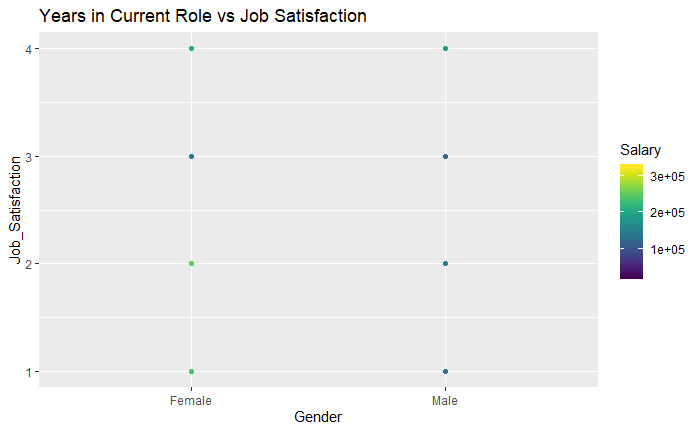 Years in Current Role vs Job Satisfaction
Job_Satisfaction
4
3
2
1
Female
Male
Gender
Salary
3e+05
2e+05
1e+05